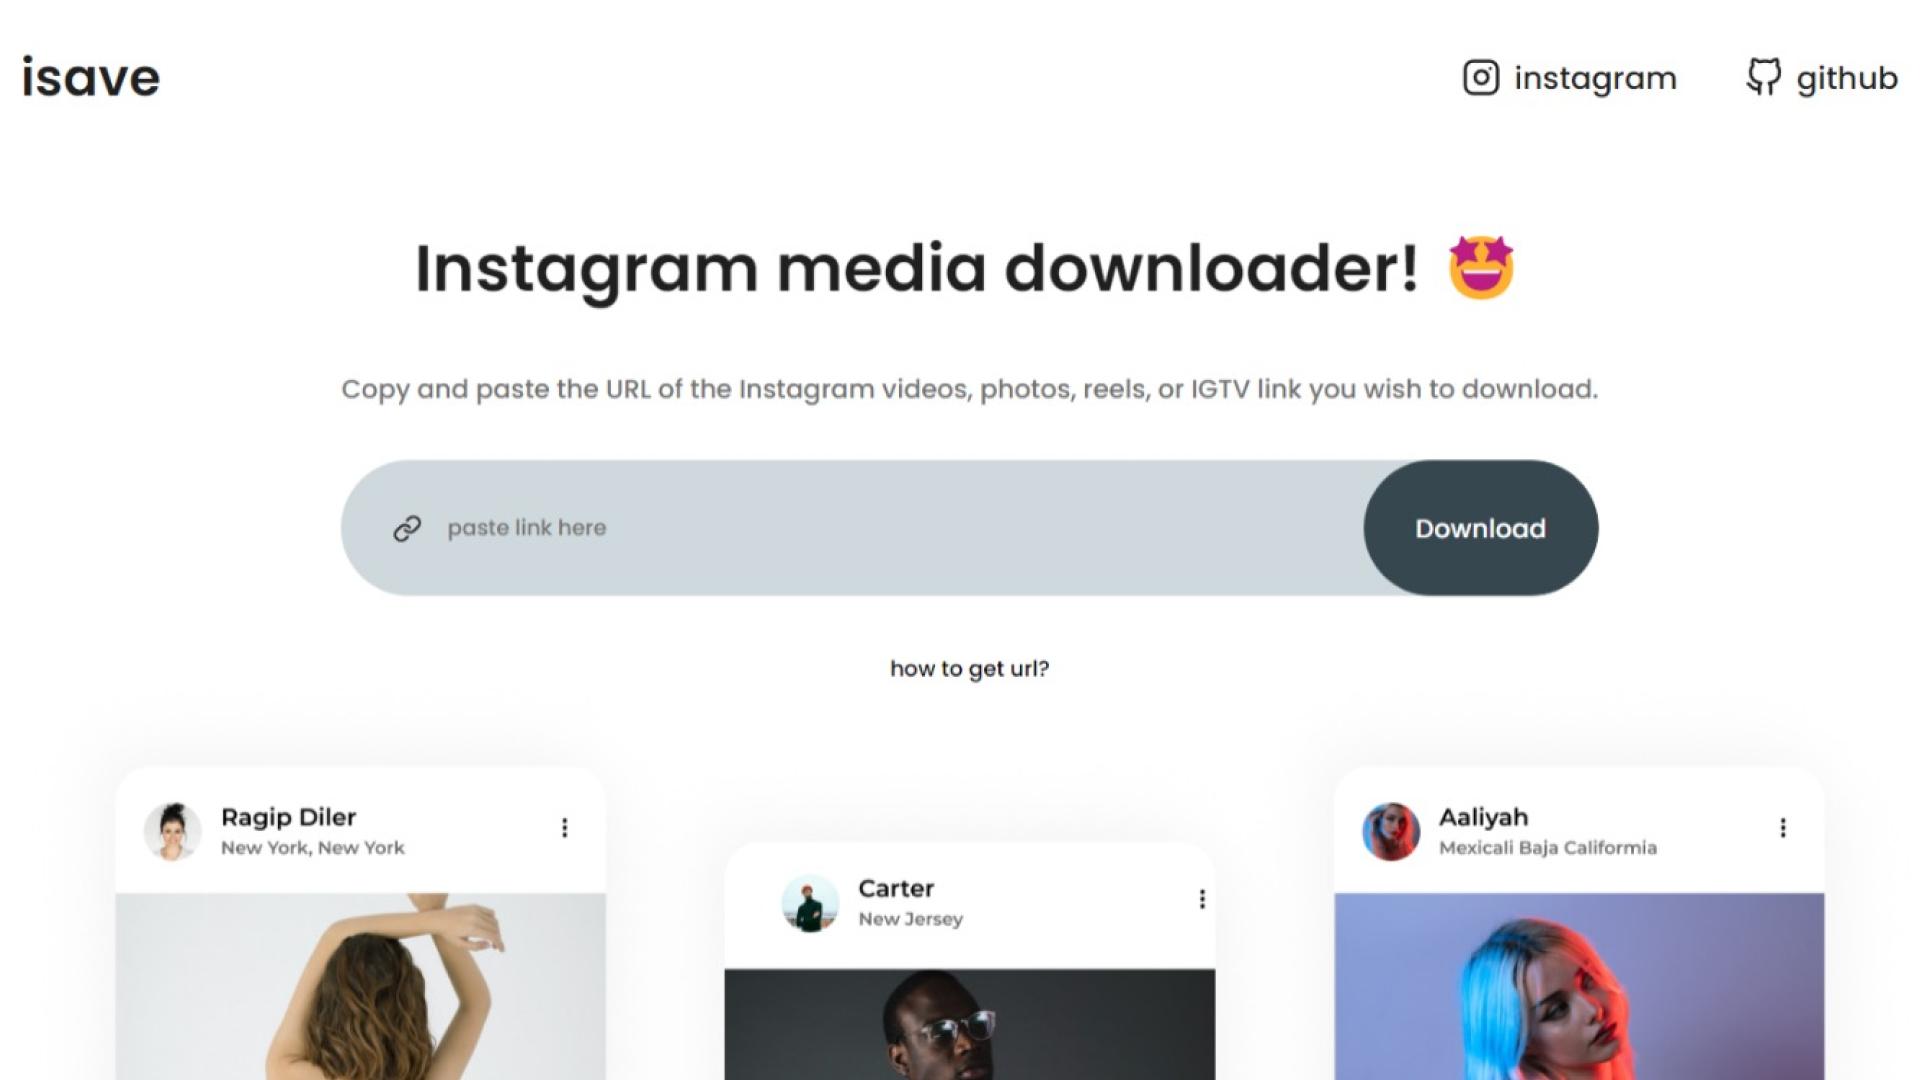 isave
instagram
github
Instagram media downloader!
Copy and paste the URL of the Instagram videos, photos, reels, or IGTV link you wish to download.
paste link here
Download
how to get url?
Ragip Diler
New York, New York
Carter
New Jersey
Aaliyah
Mexicali Baja Califormia